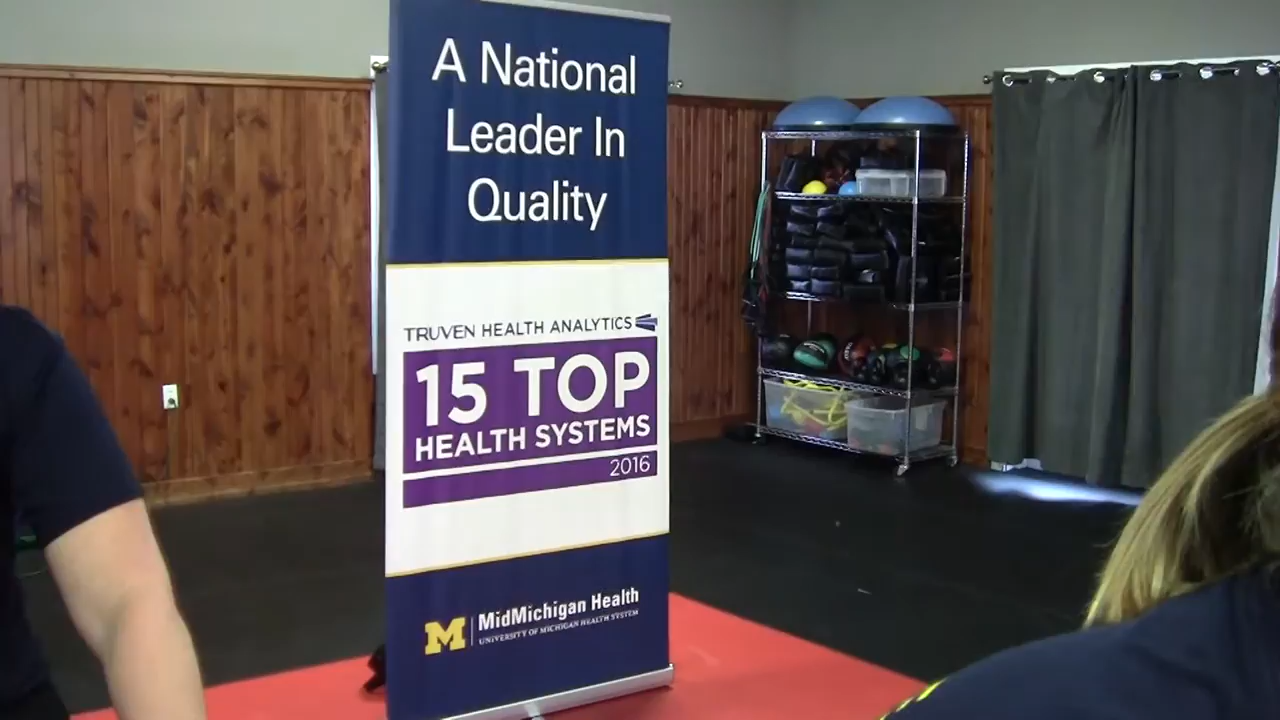 A National
Leader In
Quality
TRUVEN HEALTH ANALYTICS
15 TOP
HEALTH SYSTEMS
2016
M
MidMichigan Health
UNIVERSITY OF MICHIGAN HEALTH SYSTEM